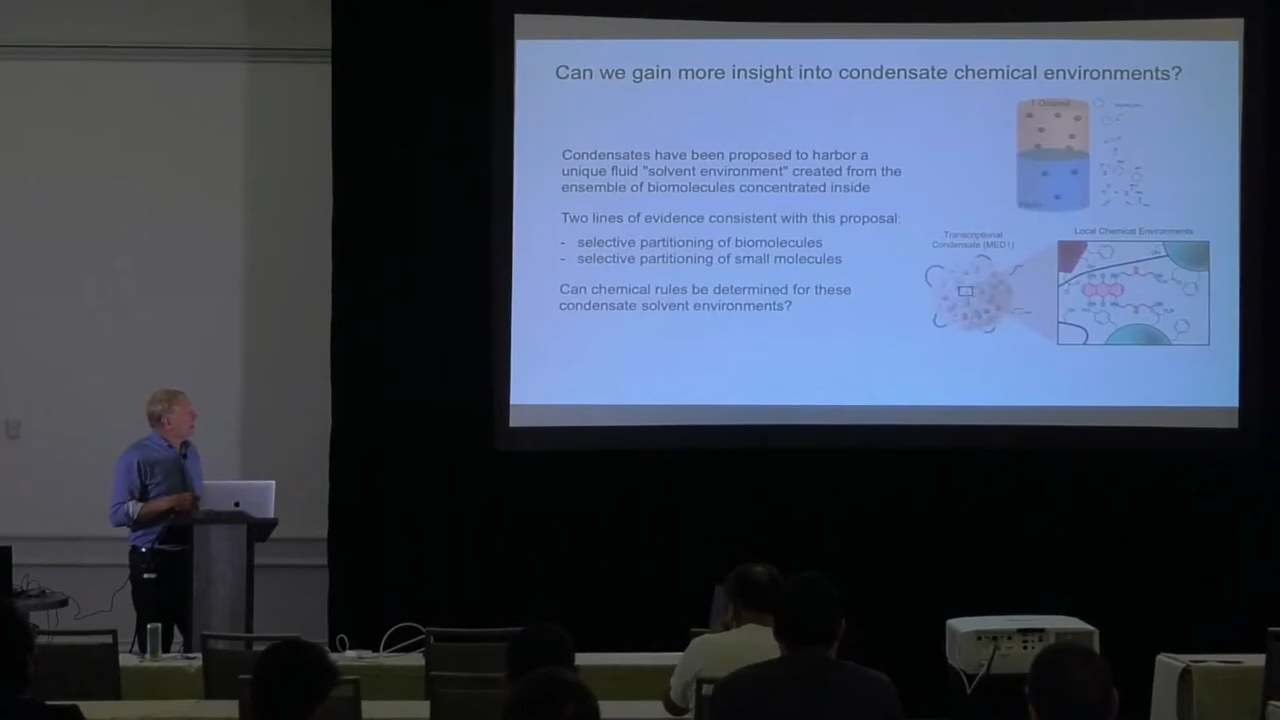 Can we gain more insight into condensate chemical environments?
Condensates have been proposed to harbor a
unique fluid "solvent environment" created from the
ensemble of biomolecules concentrated inside
Two lines of evidence consistent with this proposal:
- selective partitioning of biomolecules
- selective partitioning of small molecules
Can chemical rules be determined for these
condensate solvent environments?
Transcriptional
Condensate (MED1)
Local Chemical Environments